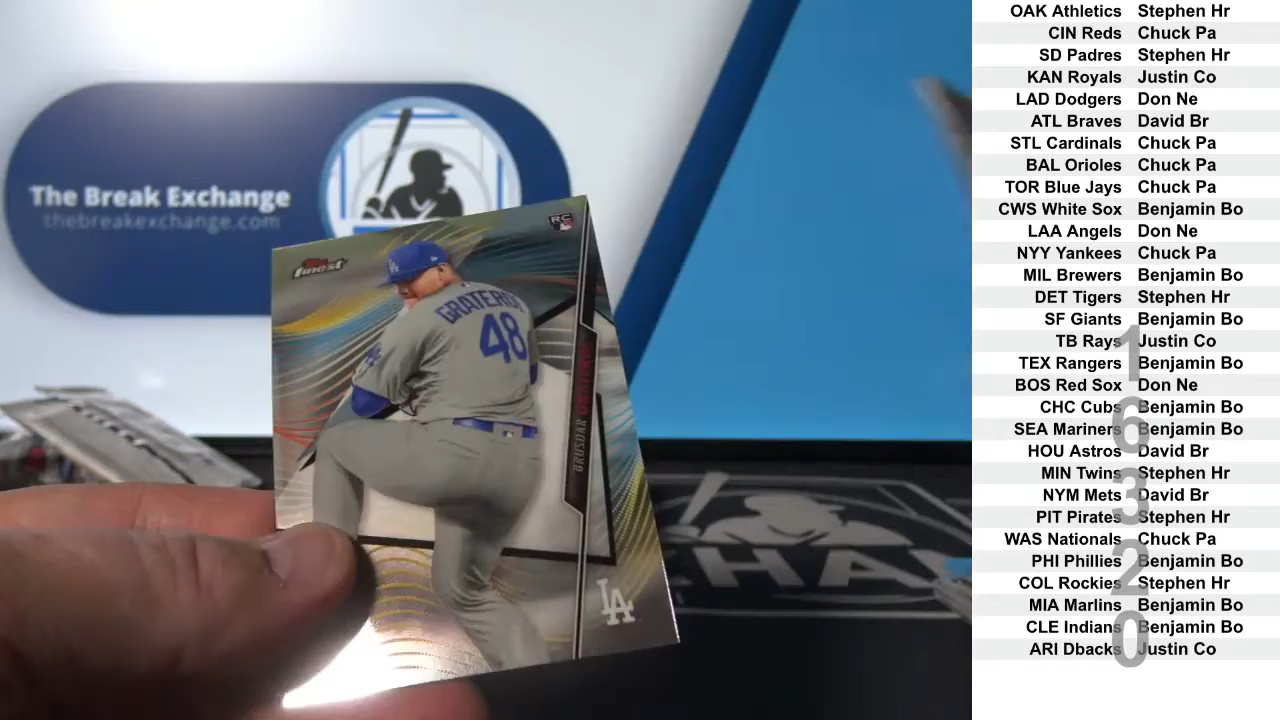 The Break Exchange
thebreakexchange.com
RC
finest
GRATEROL
48
BRUSDAR GRATEROL
LA
OAK Athletics Stephen Hr
CIN Reds Chuck Pa
SD Padres Stephen Hr
KAN Royals Justin Co
LAD Dodgers Don Ne
ATL Braves David Br
STL Cardinals Chuck Pa
BAL Orioles Chuck Pa
TOR Blue Jays Chuck Pa
CWS White Sox Benjamin Bo
LAA Angels Don Ne
NYY Yankees Chuck Pa
MIL Brewers Benjamin Bo
DET Tigers Stephen Hr
SF Giants Benjamin Bo
TB Rays Justin Co
TEX Rangers Benjamin Bo
BOS Red Sox Don Ne
CHC Cubs Benjamin Bo
SEA Mariners Benjamin Bo
HOU Astros David Br
MIN Twins Stephen Hr
NYM Mets David Br
PIT Pirates Stephen Hr
WAS Nationals Chuck Pa
PHI Phillies Benjamin Bo
COL Rockies Stephen Hr
MIA Marlins Benjamin Bo
CLE Indians Benjamin Bo
ARI Dbacks Justin Co
1
6
3
2
0